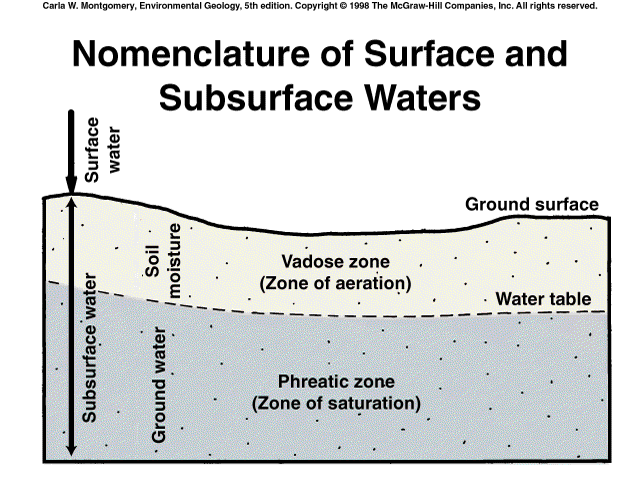 Carla W. Montgomery, Environmental Geology, 5th edition. Copyright © 1998 The McGraw-Hill Companies, Inc. All rights reserved.
Nomenclature of Surface and
Subsurface Waters
Surface
water
Ground surface
Soil
moisture
Vadose zone
(Zone of aeration)
Water table
Subsurface water
Ground water
Phreatic zone
(Zone of saturation)